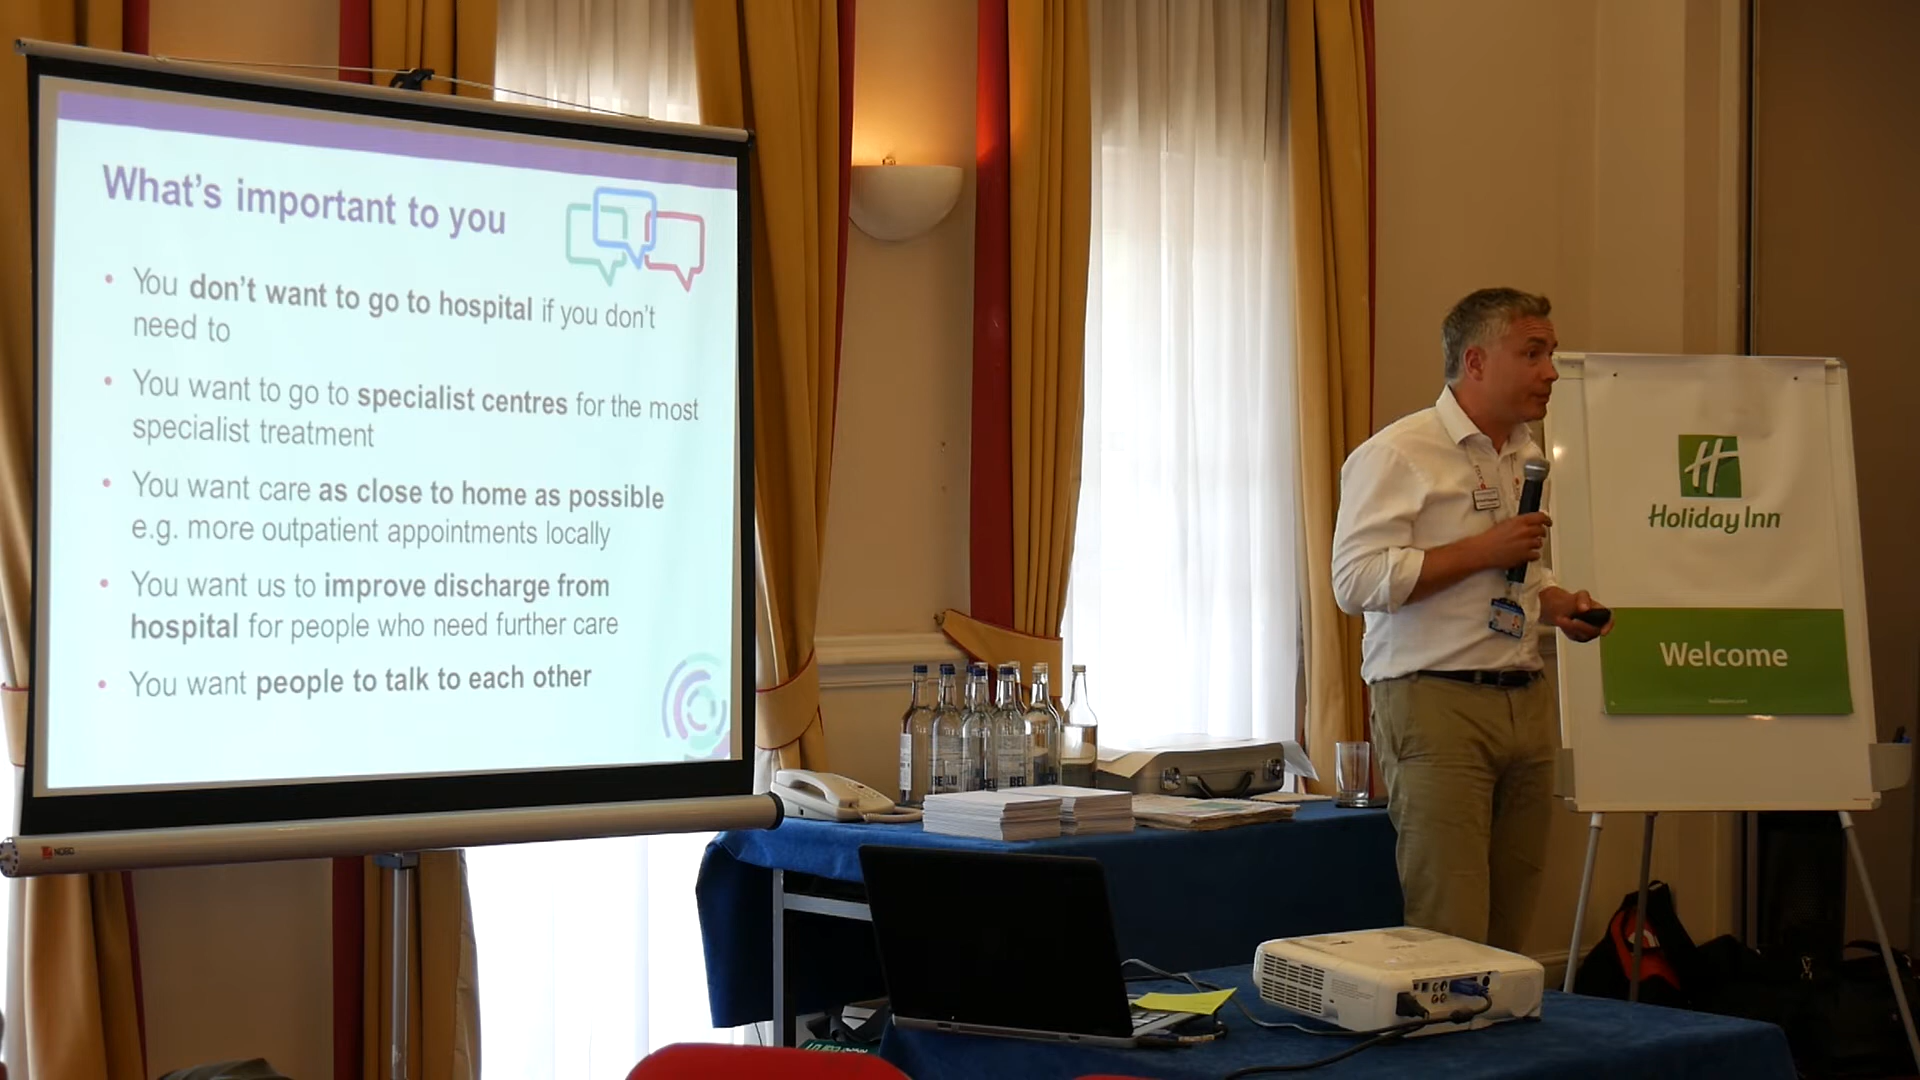 What's important to you
• You don't want to go to hospital if you don't
need to
• You want to go to specialist centres for the most
specialist treatment
• You want care as close to home as possible
e.g. more outpatient appointments locally
• You want us to improve discharge from
hospital for people who need further care
• You want people to talk to each other
NOBO
H
Holiday Inn
Welcome
BELU
BEL